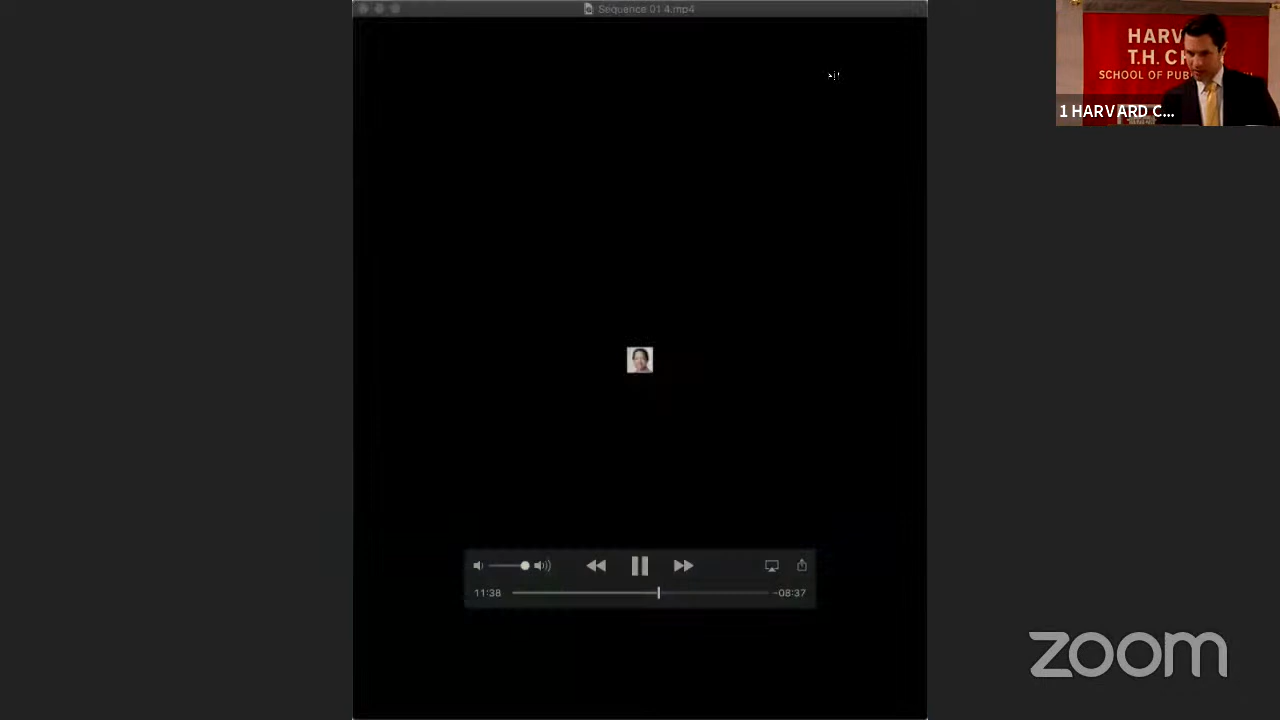 Sequence 01 4.mp4
HARV
T.H. CH
SCHOOL OF PUB
1 HARVARD C...
11:38
-08:37
zoom